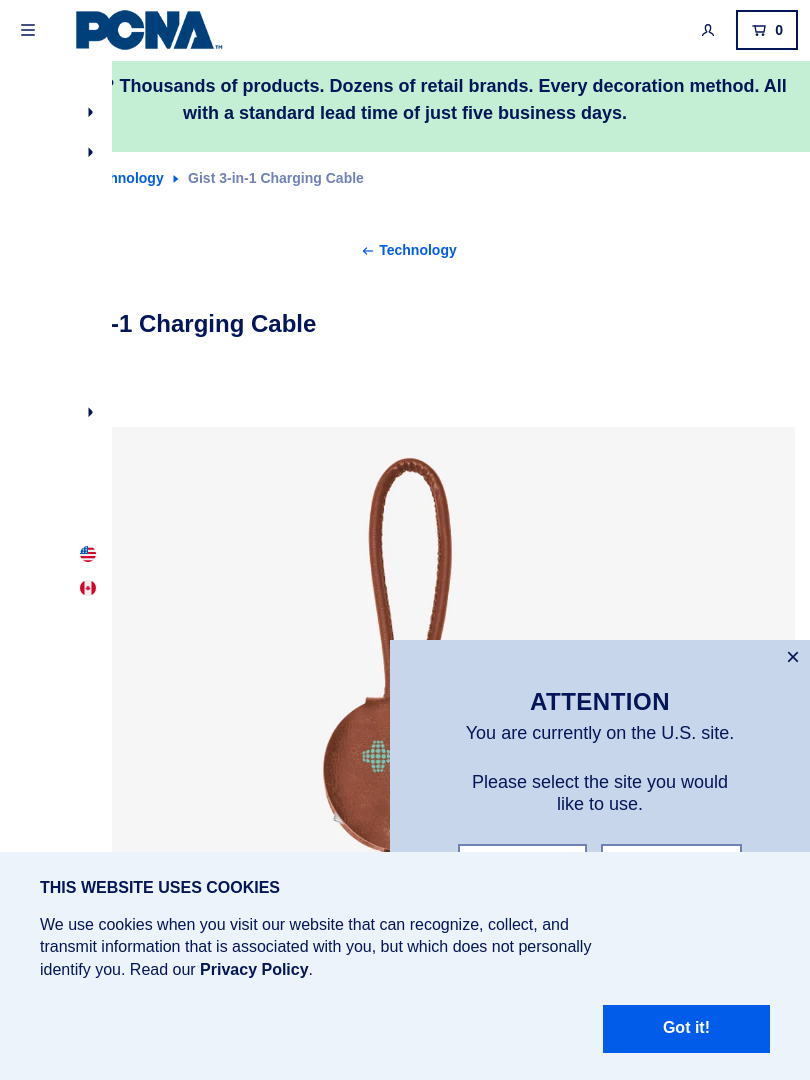 PCNA™
0
? Thousands of products. Dozens of retail brands. Every decoration method. All
with a standard lead time of just five business days.
hnology
Gist 3-in-1 Charging Cable
Technology
-1 Charging Cable
×
ATTENTION
You are currently on the U.S. site.
Please select the site you would
like to use.
THIS WEBSITE USES COOKIES
We use cookies when you visit our website that can recognize, collect, and
transmit information that is associated with you, but which does not personally
identify you. Read our Privacy Policy.
Got it!